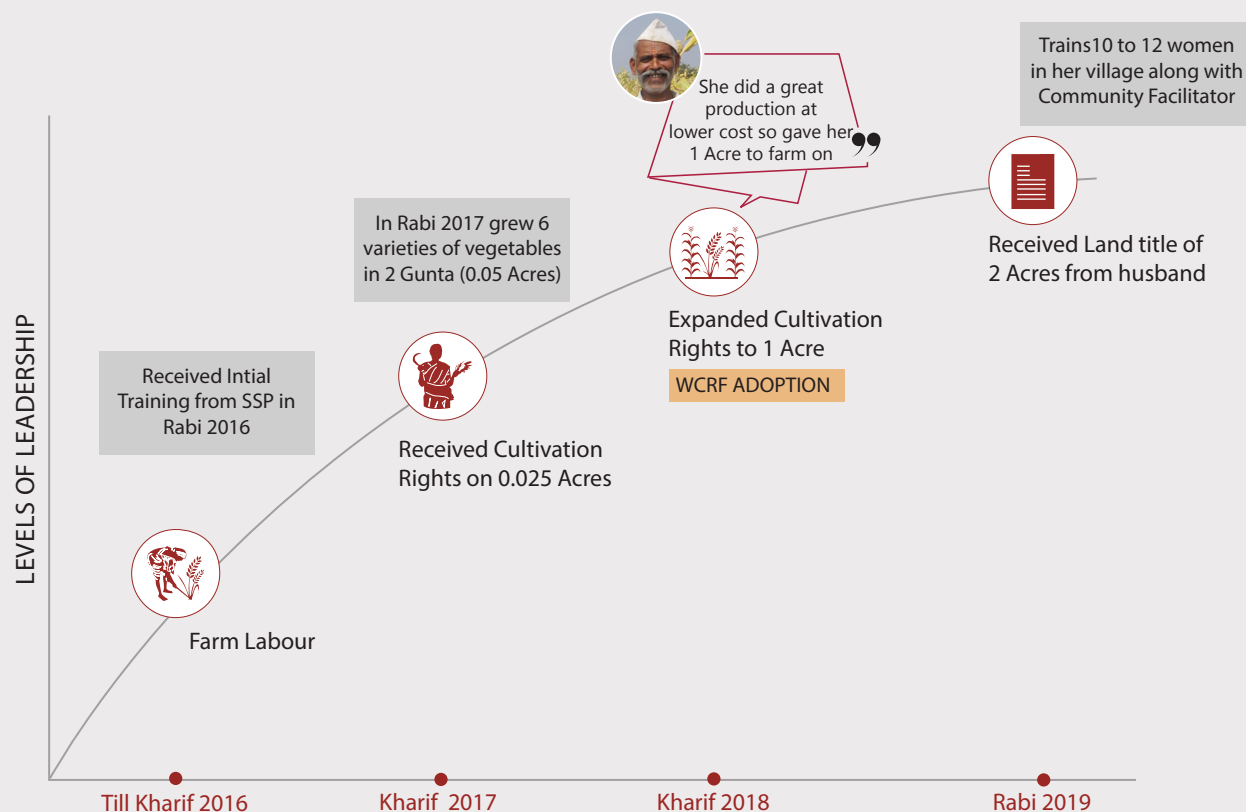 She did a great
production at
lower cost so gave her
1 Acre to farm on
”
Trains10 to 12 women
in her village along with
Community Facilitator
In Rabi 2017 grew 6
varieties of vegetables
in 2 Gunta (0.05 Acres)
Received Land title of
2 Acres from husband
Expanded Cultivation
Rights to 1 Acre
WCRF ADOPTION
Received Intial
Training from SSP in
Rabi 2016
Received Cultivation
Rights on 0.025 Acres
Farm Labour
LEVELS OF LEADERSHIP
Till Kharif 2016
Kharif 2017
Kharif 2018
Rabi 2019